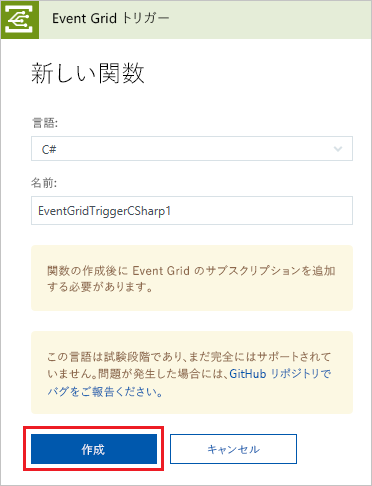 Event Grid トリガー
新しい関数
言語:
C#
名前:
EventGridTriggerCSharp1
関数の作成後に Event Grid のサブスクリプションを追加
する必要があります。
この言語は試験段階であり、まだ完全にはサポートされて
いません。問題が発生した場合には、GitHub リポジトリで
バグをご報告ください。
作成
キャンセル